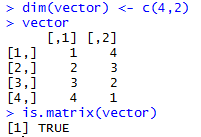 > dim(vector) <- c(4,2)
> vector
     [,1] [,2]
[1,]    1    4
[2,]    2    3
[3,]    3    2
[4,]    4    1
> is.matrix(vector)
[1] TRUE